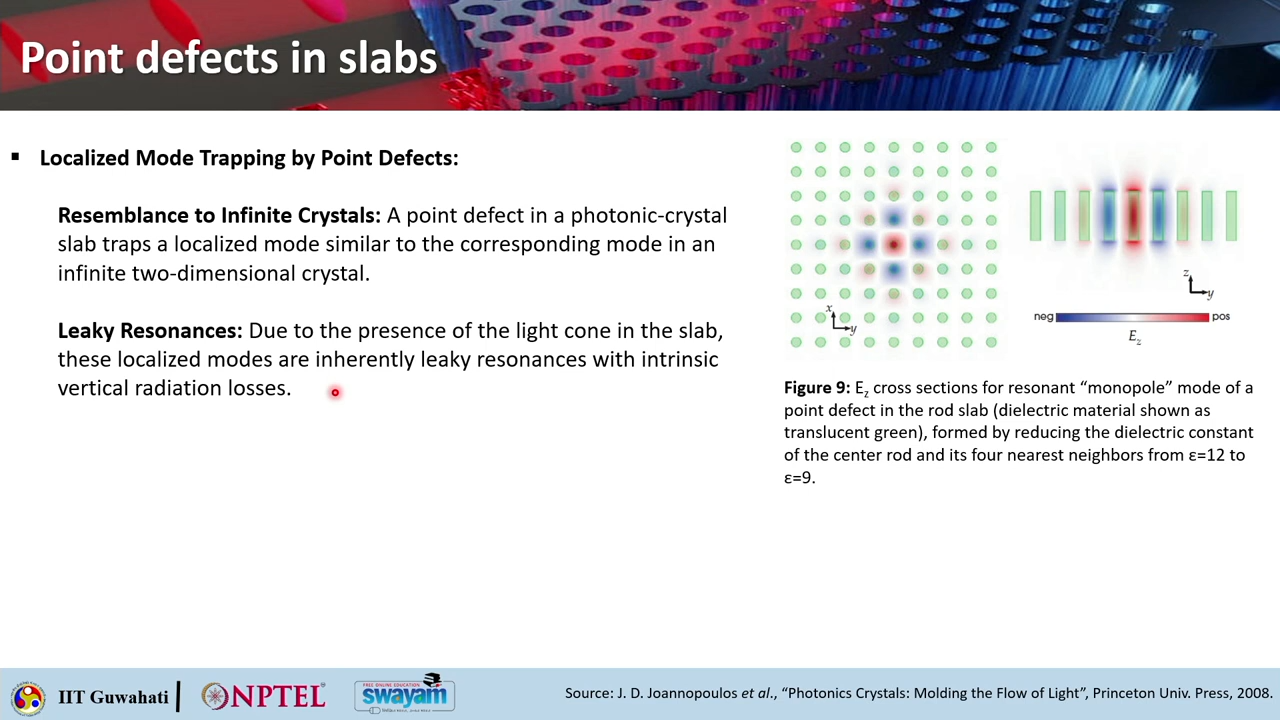 Point defects in slabs
▪ Localized Mode Trapping by Point Defects:
Resemblance to Infinite Crystals: A point defect in a photonic-crystal
slab traps a localized mode similar to the corresponding mode in an
infinite two-dimensional crystal.
Leaky Resonances: Due to the presence of the light cone in the slab,
these localized modes are inherently leaky resonances with intrinsic
vertical radiation losses.
x
y
z
y
neg pos
Ez
Figure 9: Ez cross sections for resonant “monopole” mode of a
point defect in the rod slab (dielectric material shown as
translucent green), formed by reducing the dielectric constant
of the center rod and its four nearest neighbors from ε=12 to
ε=9.
IIT Guwahati
NPTEL
FREE ONLINE EDUCATION
swayam
Source: J. D. Joannopoulos et al., “Photonics Crystals: Molding the Flow of Light”, Princeton Univ. Press, 2008.